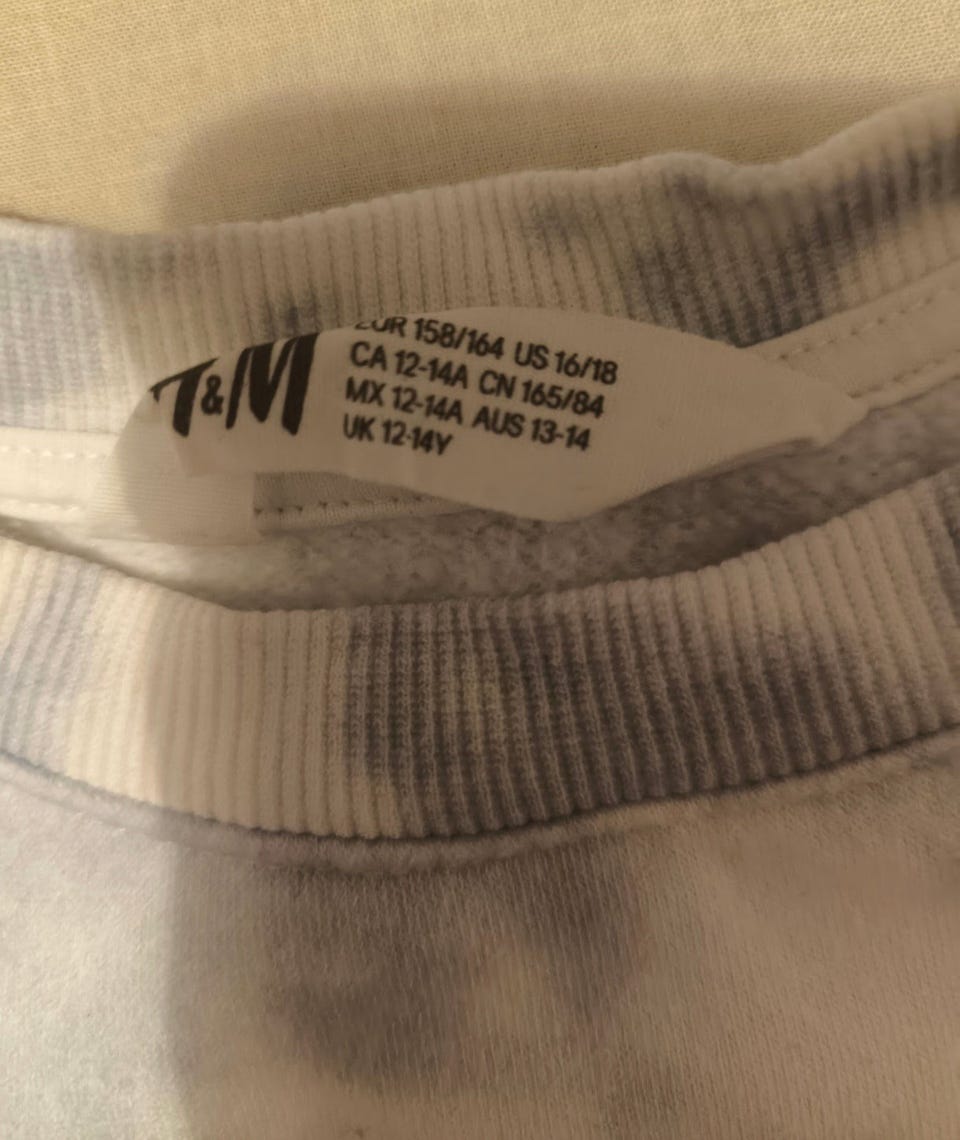 &M
EUR 158/164 US 16/18
CA 12-14A CN 165/84
MX 12-14A AUS 13-14
UK 12-14Y